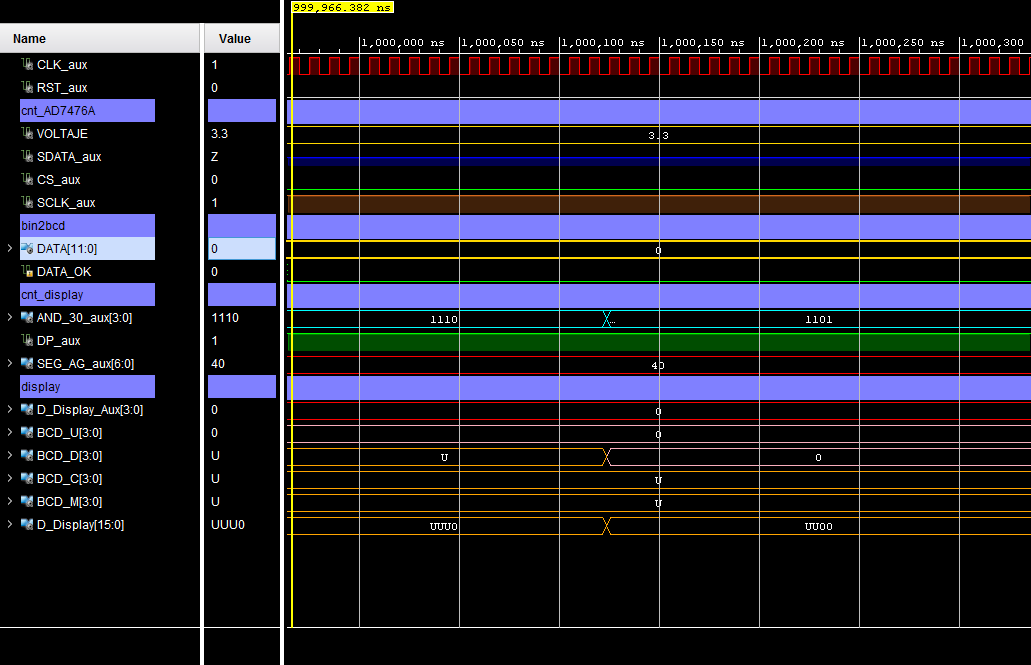 999,966.382 ns
Name Value
1,000,000 ns 1,000,050 ns 1,000,100 ns 1,000,150 ns 1,000,200 ns 1,000,250 ns 1,000,300
CLK_aux 1
RST_aux 0
cnt_AD7476A
VOLTAJE 3.3 3.3
SDATA_aux Z
CS_aux 0
SCLK_aux 1
bin2bcd
DATA[11:0] 0 0
DATA_OK 0
cnt_display
AND_30_aux[3:0] 1110 1110 ... 1101
DP_aux 1
SEG_AG_aux[6:0] 40 40
display
D_Display_Aux[3:0] 0 0
BCD_U[3:0] 0 0
BCD_D[3:0] U U 0
BCD_C[3:0] U U
BCD_M[3:0] U U
D_Display[15:0] UUU0 UUU0 UU00